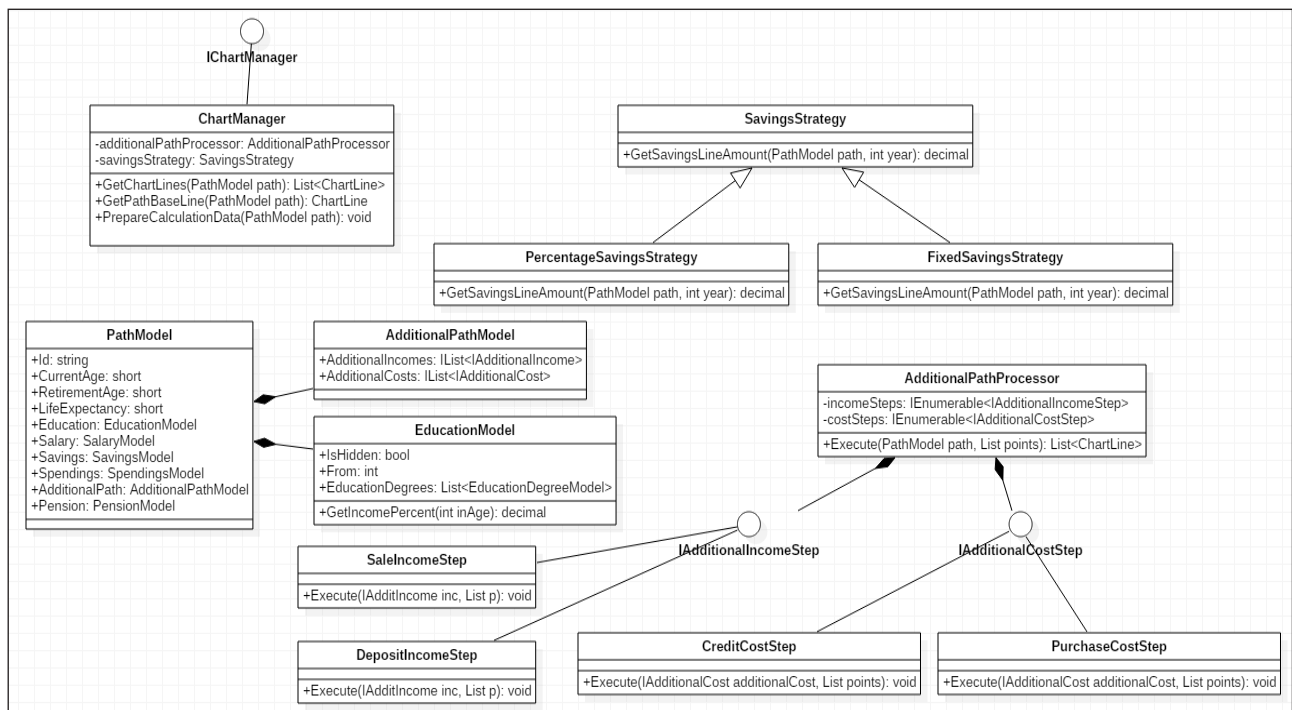 IChartManager
ChartManager
-additionalPathProcessor: AdditionalPathProcessor
-savingsStrategy: SavingsStrategy
+GetChartLines(PathModel path): List<ChartLine>
+GetPathBaseLine(PathModel path): ChartLine
+PrepareCalculationData(PathModel path): void
SavingsStrategy
+GetSavingsLineAmount(PathModel path, int year): decimal
PercentageSavingsStrategy
+GetSavingsLineAmount(PathModel path, int year): decimal
FixedSavingsStrategy
+GetSavingsLineAmount(PathModel path, int year): decimal
PathModel
+Id: string
+CurrentAge: short
+RetirementAge: short
+LifeExpectancy: short
+Education: EducationModel
+Salary: SalaryModel
+Savings: SavingsModel
+Spendings: SpendingsModel
+AdditionalPath: AdditionalPathModel
+Pension: PensionModel
AdditionalPathModel
+AdditionalIncomes: IList<IAdditionalIncome>
+AdditionalCosts: IList<IAdditionalCost>
EducationModel
+IsHidden: bool
+From: int
+EducationDegrees: List<EducationDegreeModel>
+GetIncomePercent(int inAge): decimal
AdditionalPathProcessor
-incomeSteps: IEnumerable<IAdditionalIncomeStep>
-costSteps: IEnumerable<IAdditionalCostStep>
+Execute(PathModel path, List points): List<ChartLine>
IAdditionalIncomeStep
IAdditionalCostStep
SaleIncomeStep
+Execute(IAdditIncome inc, List p): void
DepositIncomeStep
+Execute(IAdditIncome inc, List p): void
CreditCostStep
+Execute(IAdditionalCost additionalCost, List points): void
PurchaseCostStep
+Execute(IAdditionalCost additionalCost, List points): void